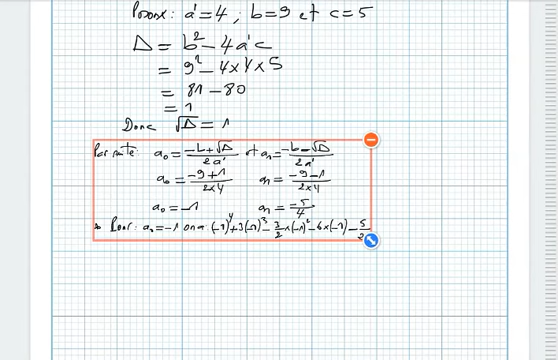 Posons: a' = 4 ; b = 9 et c = 5
Δ = b² - 4a'c
= 9² - 4×4×5
= 81 - 80
= 1
Donc √Δ = 1
Par suite: a₀ = (-b+√Δ)/(2a') et a₁ = (-b-√Δ)/(2a')
a₀ = (-9+1)/(2×4) a₁ = (-9-1)/(2×4)
a₀ = -1 a₁ = -5/4
Pour: a₀ = -1 on a: (-1)⁴ + 3(-1)³ - 3/2 × (-1)² - 6×(-1) - 5/2